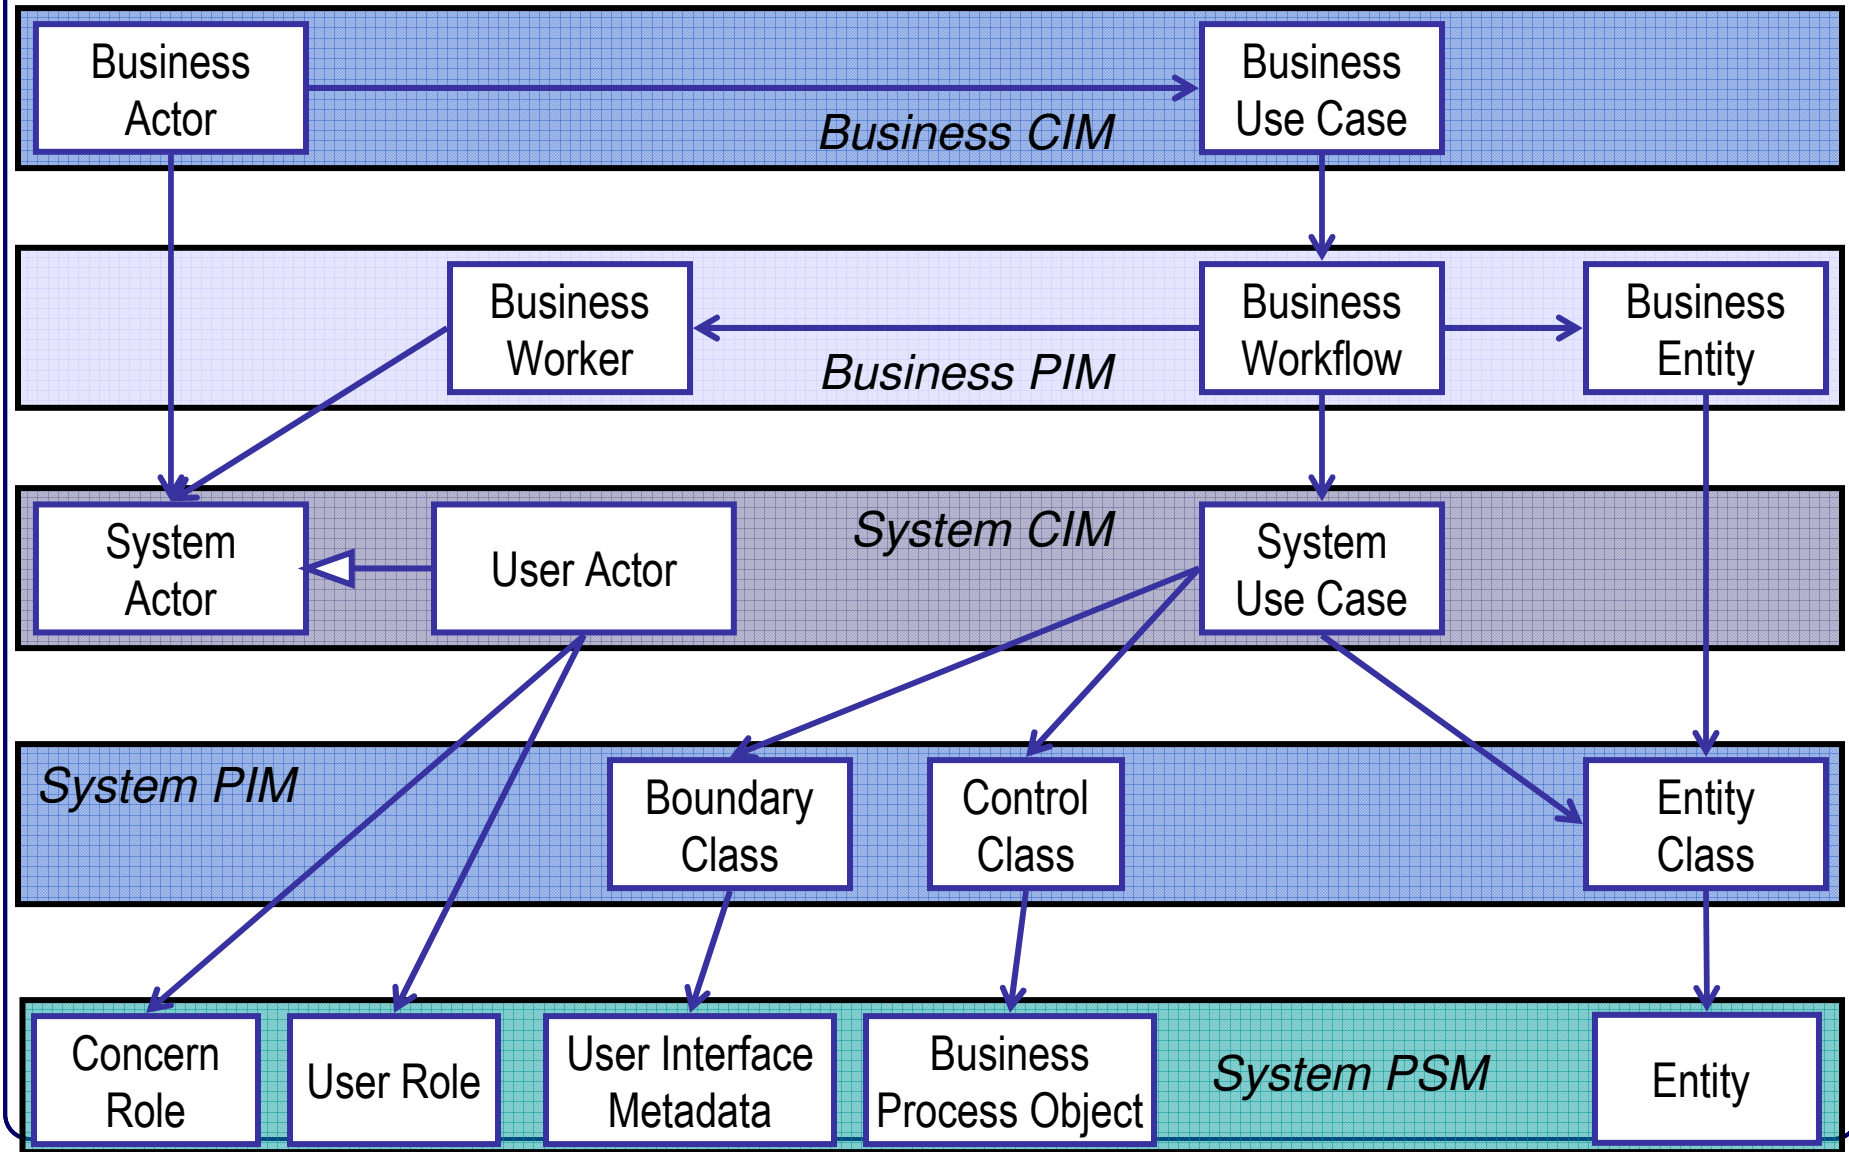 Business
Actor
Business CIM
Business
Use Case
Business
Worker
Business PIM
Business
Workflow
Business
Entity
System
Actor
User Actor
System CIM
System
Use Case
System PIM
Boundary
Class
Control
Class
Entity
Class
Concern
Role
User Role
User Interface
Metadata
Business
Process Object
System PSM
Entity